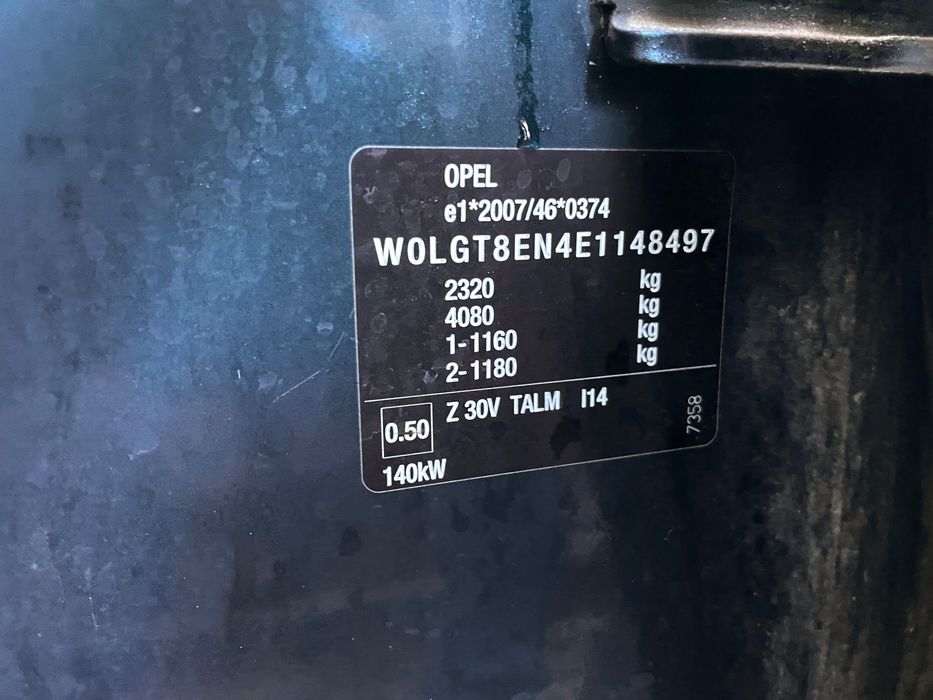 OPEL
e1*2007/46*0374
W0LGT8EN4E1148497
2320 kg
4080 kg
1-1160 kg
2-1180 kg
0.50 Z 30V TALM I14
7358
140kW